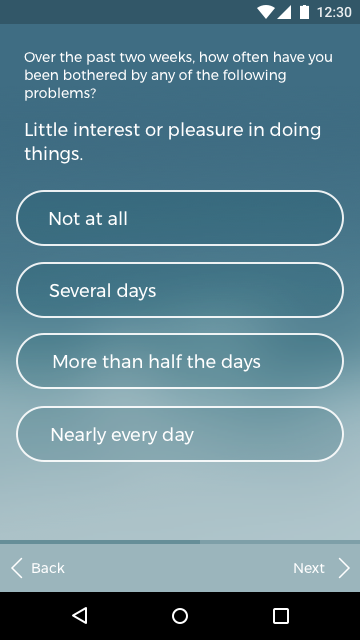 12:30
Over the past two weeks, how often have you
been bothered by any of the following
problems?
Little interest or pleasure in doing
things.
Not at all
Several days
More than half the days
Nearly every day
Back
Next